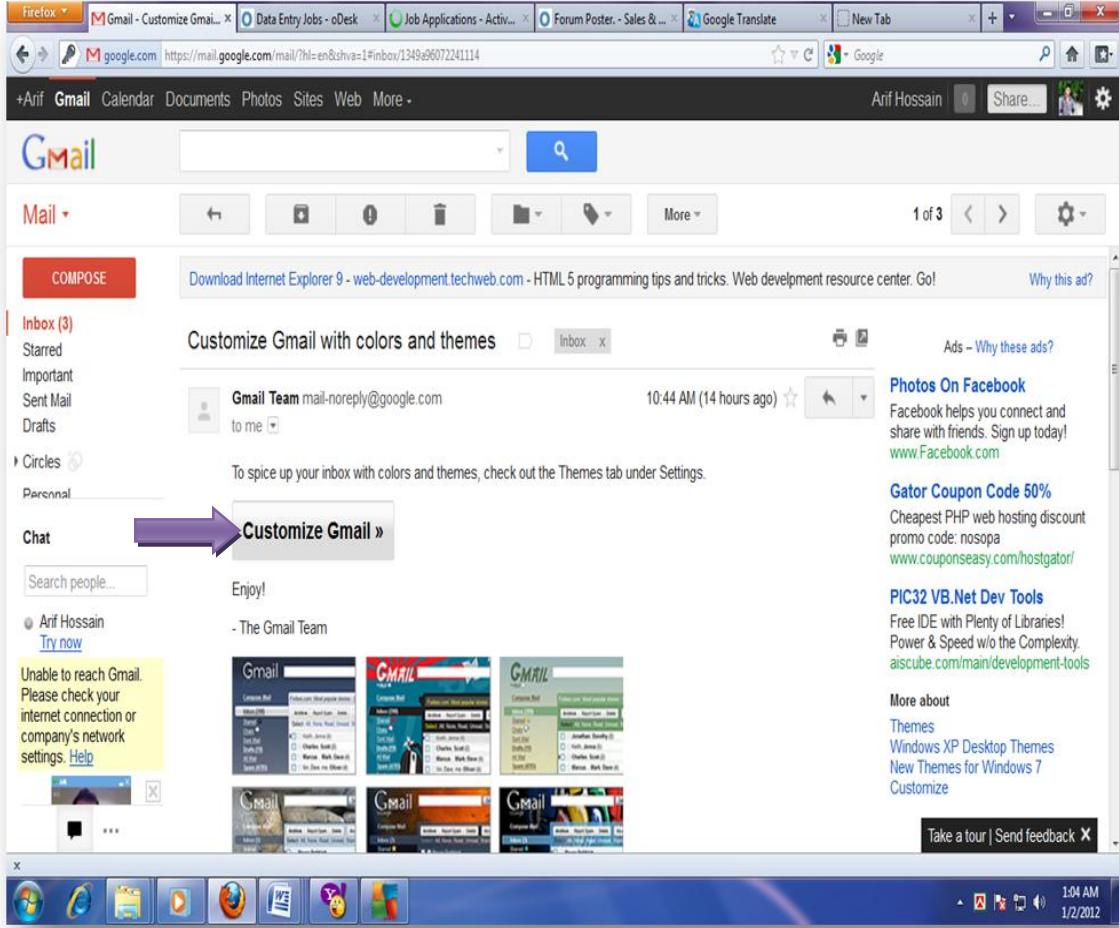 Firefox
Gmail - Customize Gmai... x
Data Entry Jobs - oDesk x
Job Applications - Activ... x
Forum Poster. - Sales & ... x
Google Translate x
New Tab x
google.com https://mail.google.com/mail/?hl=en&shva=1#inbox/1349a96072241114
Google
+Arif Gmail Calendar Documents Photos Sites Web More
Arif Hossain 0 Share...
GMail
Mail
More
1 of 3
COMPOSE
Download Internet Explorer 9 - web-development.techweb.com - HTML 5 programming tips and tricks. Web develpment resource center. Go!
Why this ad?
Inbox (3)
Starred
Important
Sent Mail
Drafts
Circles
Personal
Chat
Search people...
Arif Hossain
Try now
Unable to reach Gmail.
Please check your
internet connection or
company's network
settings. Help
Customize Gmail with colors and themes
Inbox x
Gmail Team mail-noreply@google.com
10:44 AM (14 hours ago)
to me
To spice up your inbox with colors and themes, check out the Themes tab under Settings.
Customize Gmail »
Enjoy!
- The Gmail Team
Gmail
GMAIL
GMAIL
Gmail
Gmail
Gmail
Ads – Why these ads?
Photos On Facebook
Facebook helps you connect and
share with friends. Sign up today!
www.Facebook.com
Gator Coupon Code 50%
Cheapest PHP web hosting discount
promo code: nosopa
www.couponseasy.com/hostgator/
PIC32 VB.Net Dev Tools
Free IDE with Plenty of Libraries!
Power & Speed w/o the Complexity.
aiscube.com/main/development-tools
More about
Themes
Windows XP Desktop Themes
New Themes for Windows 7
Customize
Take a tour | Send feedback X
x
1:04 AM
1/2/2012